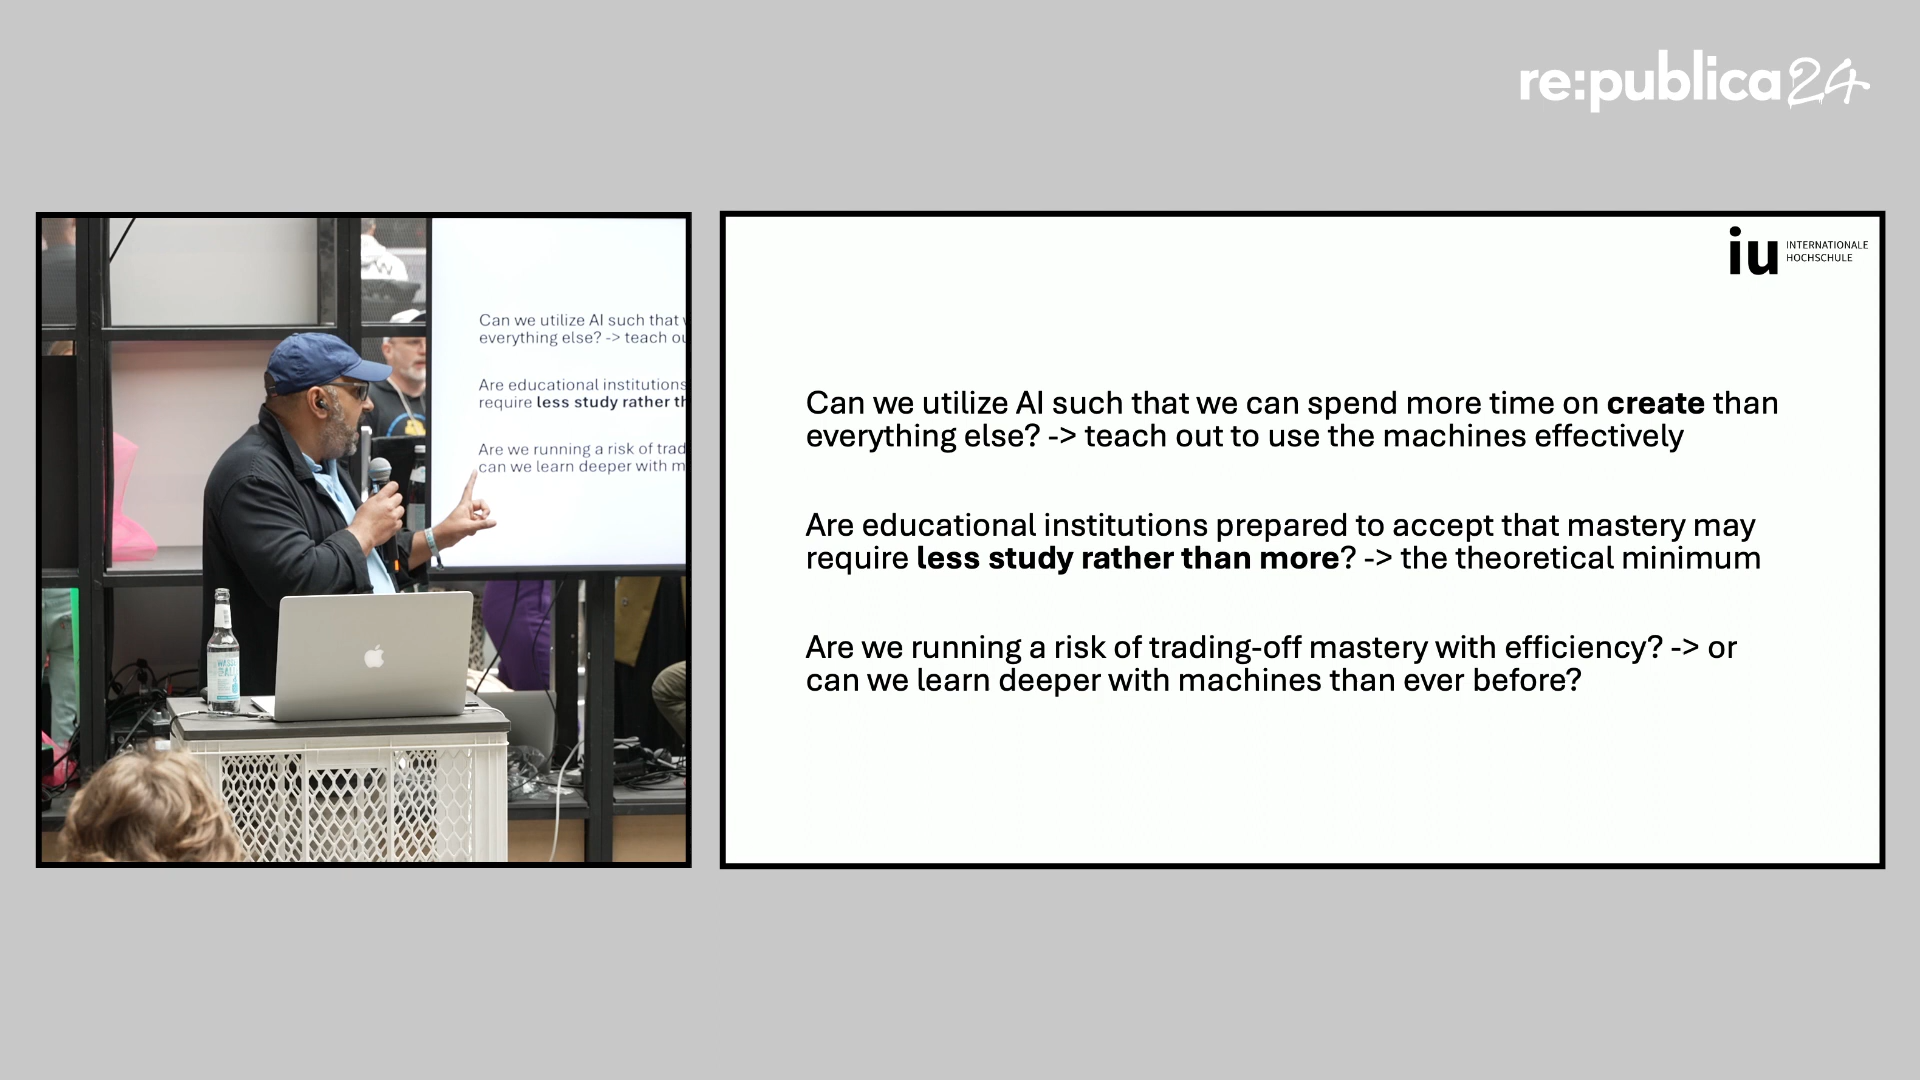 re:publica24
iu INTERNATIONALE
HOCHSCHULE
Can we utilize AI such that we can spend more time on create than
everything else? -> teach out to use the machines effectively
Are educational institutions prepared to accept that mastery may
require less study rather than more? -> the theoretical minimum
Are we running a risk of trading-off mastery with efficiency? -> or
can we learn deeper with machines than ever before?
Can we utilize AI such that
everything else? -> teach
Are educational institutions
require less study rather
Are we running a risk of
can we learn deeper with